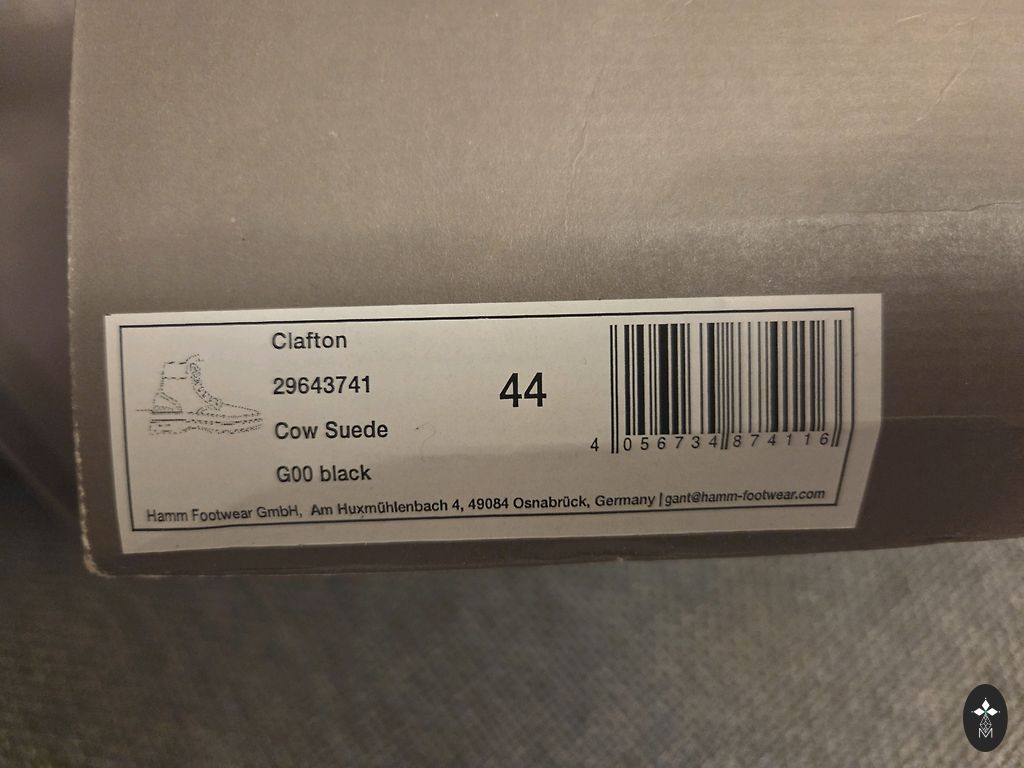 Clafton
29643741
Cow Suede
G00 black
44
4 056734 874116
Hamm Footwear GmbH, Am Huxmühlenbach 4, 49084 Osnabrück, Germany | gant@hamm-footwear.com
M